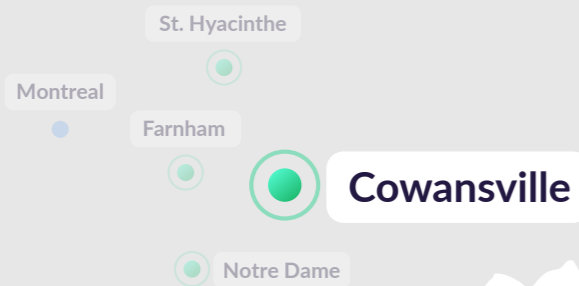 St. Hyacinthe
Montreal
Farnham
Cowansville
Notre Dame